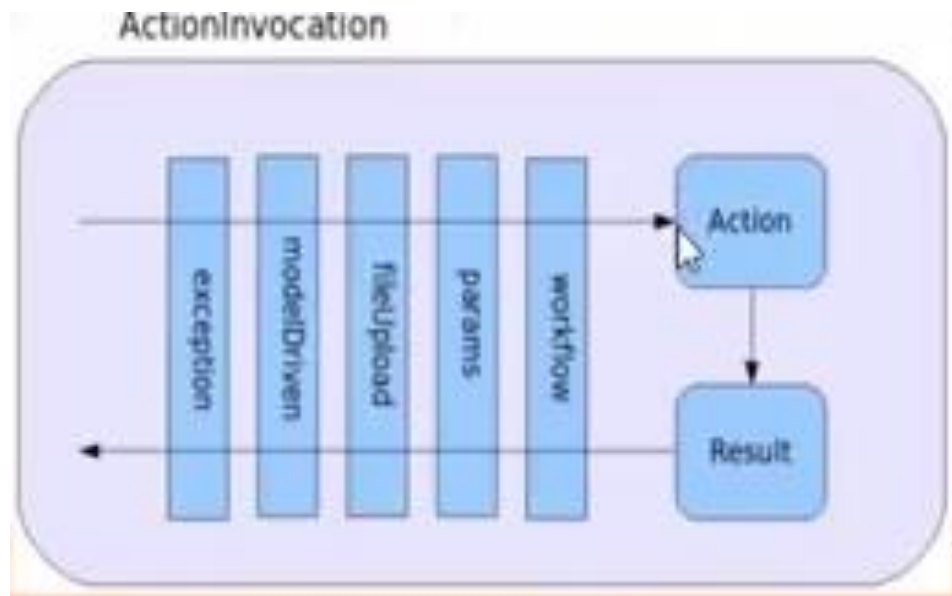 ActionInvocation
exception
modelDriven
fileUpload
params
workflow
Action
Result